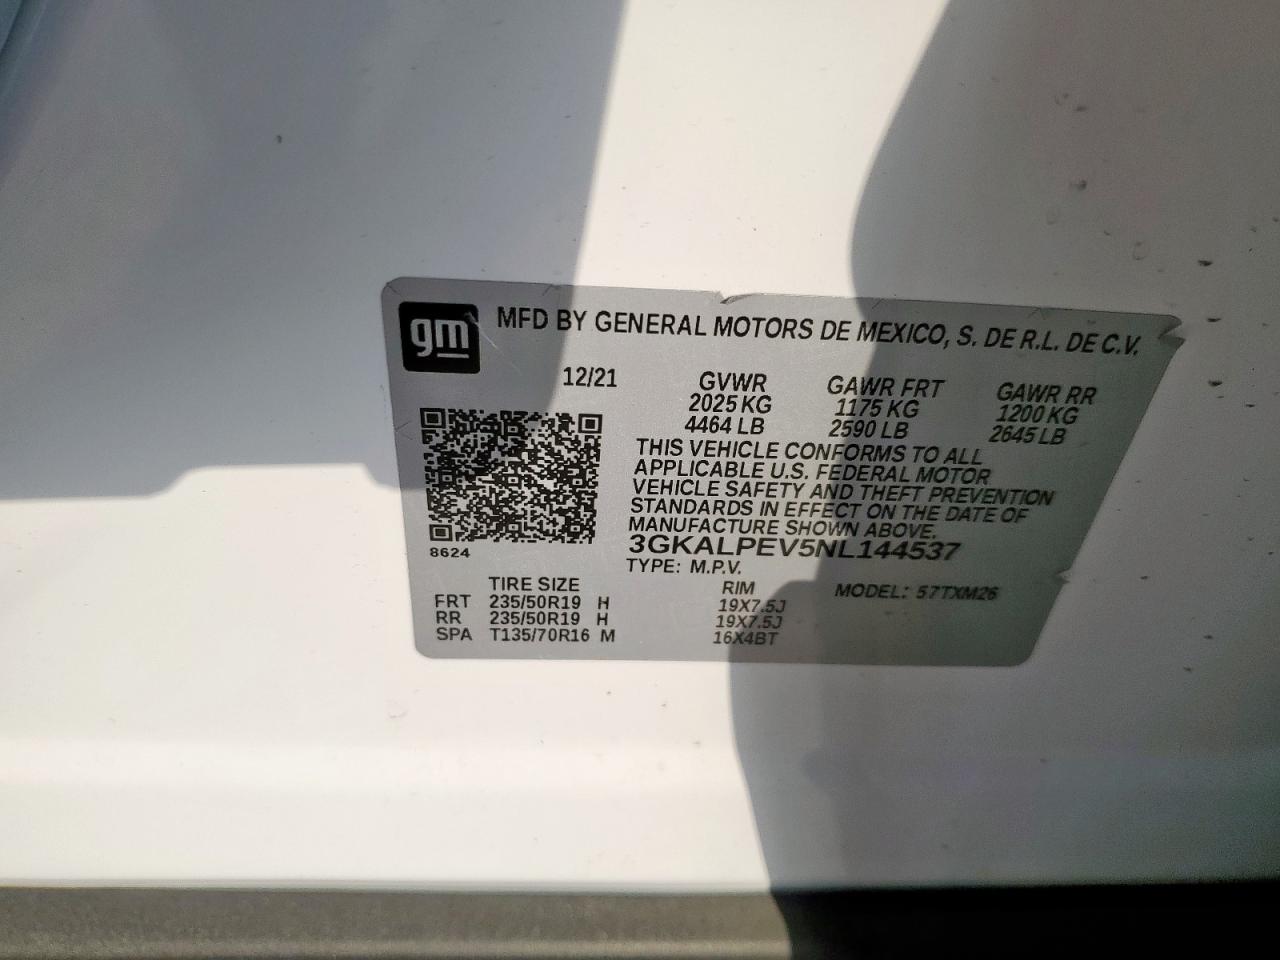 gm
MFD BY GENERAL MOTORS DE MEXICO, S. DE R.L. DE C.V.
12/21 GVWR GAWR FRT GAWR RR
2025 KG 1175 KG 1200 KG
4464 LB 2590 LB 2645 LB
THIS VEHICLE CONFORMS TO ALL
APPLICABLE U.S. FEDERAL MOTOR
VEHICLE SAFETY AND THEFT PREVENTION
STANDARDS IN EFFECT ON THE DATE OF
MANUFACTURE SHOWN ABOVE.
8624 3GKALPEV5NL144537
TYPE: M.P.V.
TIRE SIZE RIM MODEL: 57TXM26
FRT 235/50R19 H 19X7.5J
RR 235/50R19 H 19X7.5J
SPA T135/70R16 M 16X4BT